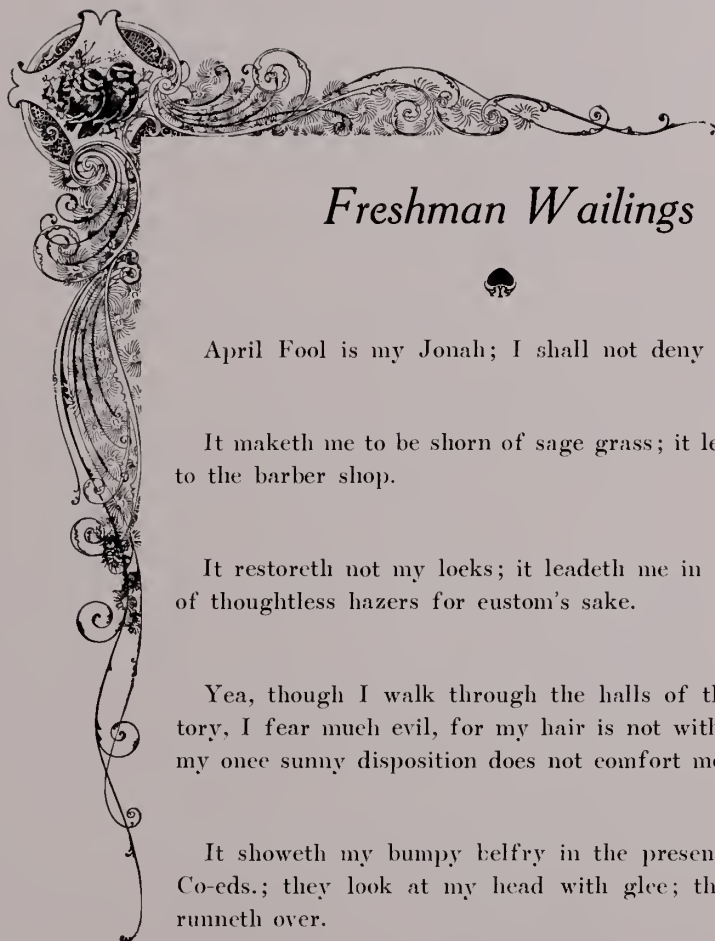 Freshman Wailings
April Fool is my Jonah; I shall not deny
It maketh me to be shorn of sage grass; it le
to the barber shop.
It restoreth not my locks; it leadeth me in
of thoughtless hazers for custom's sake.
Yea, though I walk through the halls of th
tory, I fear much evil, for my hair is not with
my once sunny disposition does not comfort me
It showeth my bumpy belfry in the presen
Co-eds.; they look at my head with glee; th
runneth over.